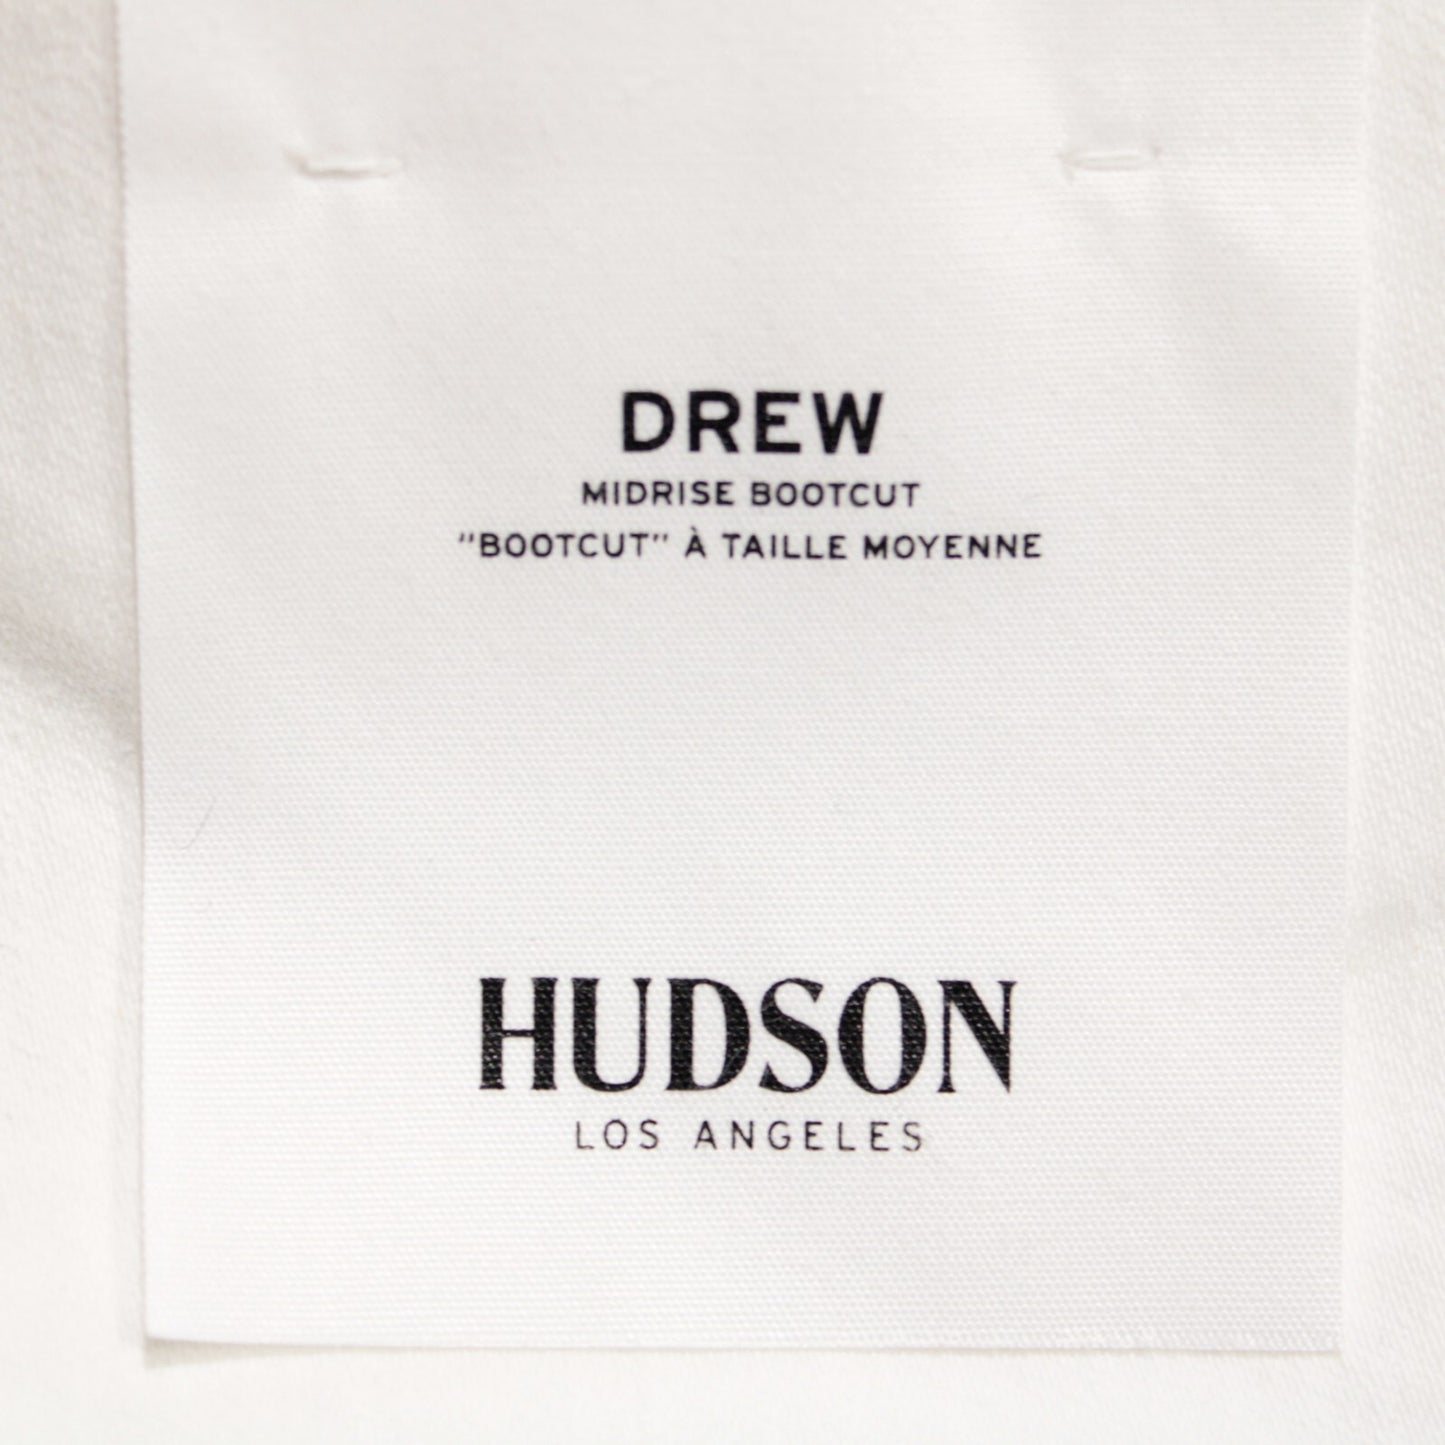 DREW
MIDRISE BOOTCUT
"BOOTCUT" À TAILLE MOYENNE
HUDSON
LOS ANGELES